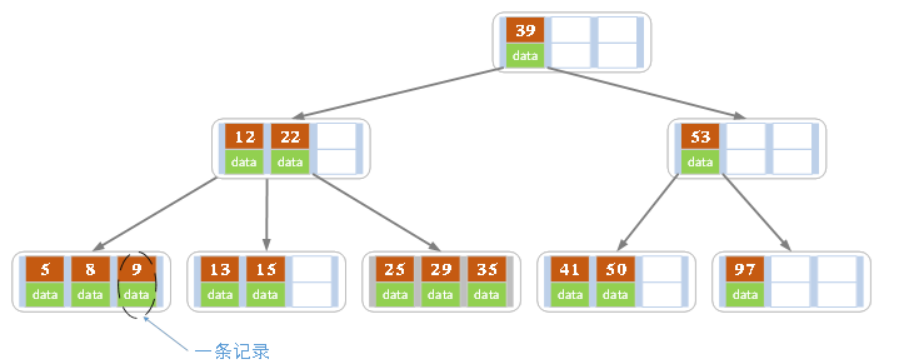 39
data
12 22
data data
53
data
5 8 9
data data data
13 15
data data
25 29 35
data data data
41 50
data data
97
data
一条记录